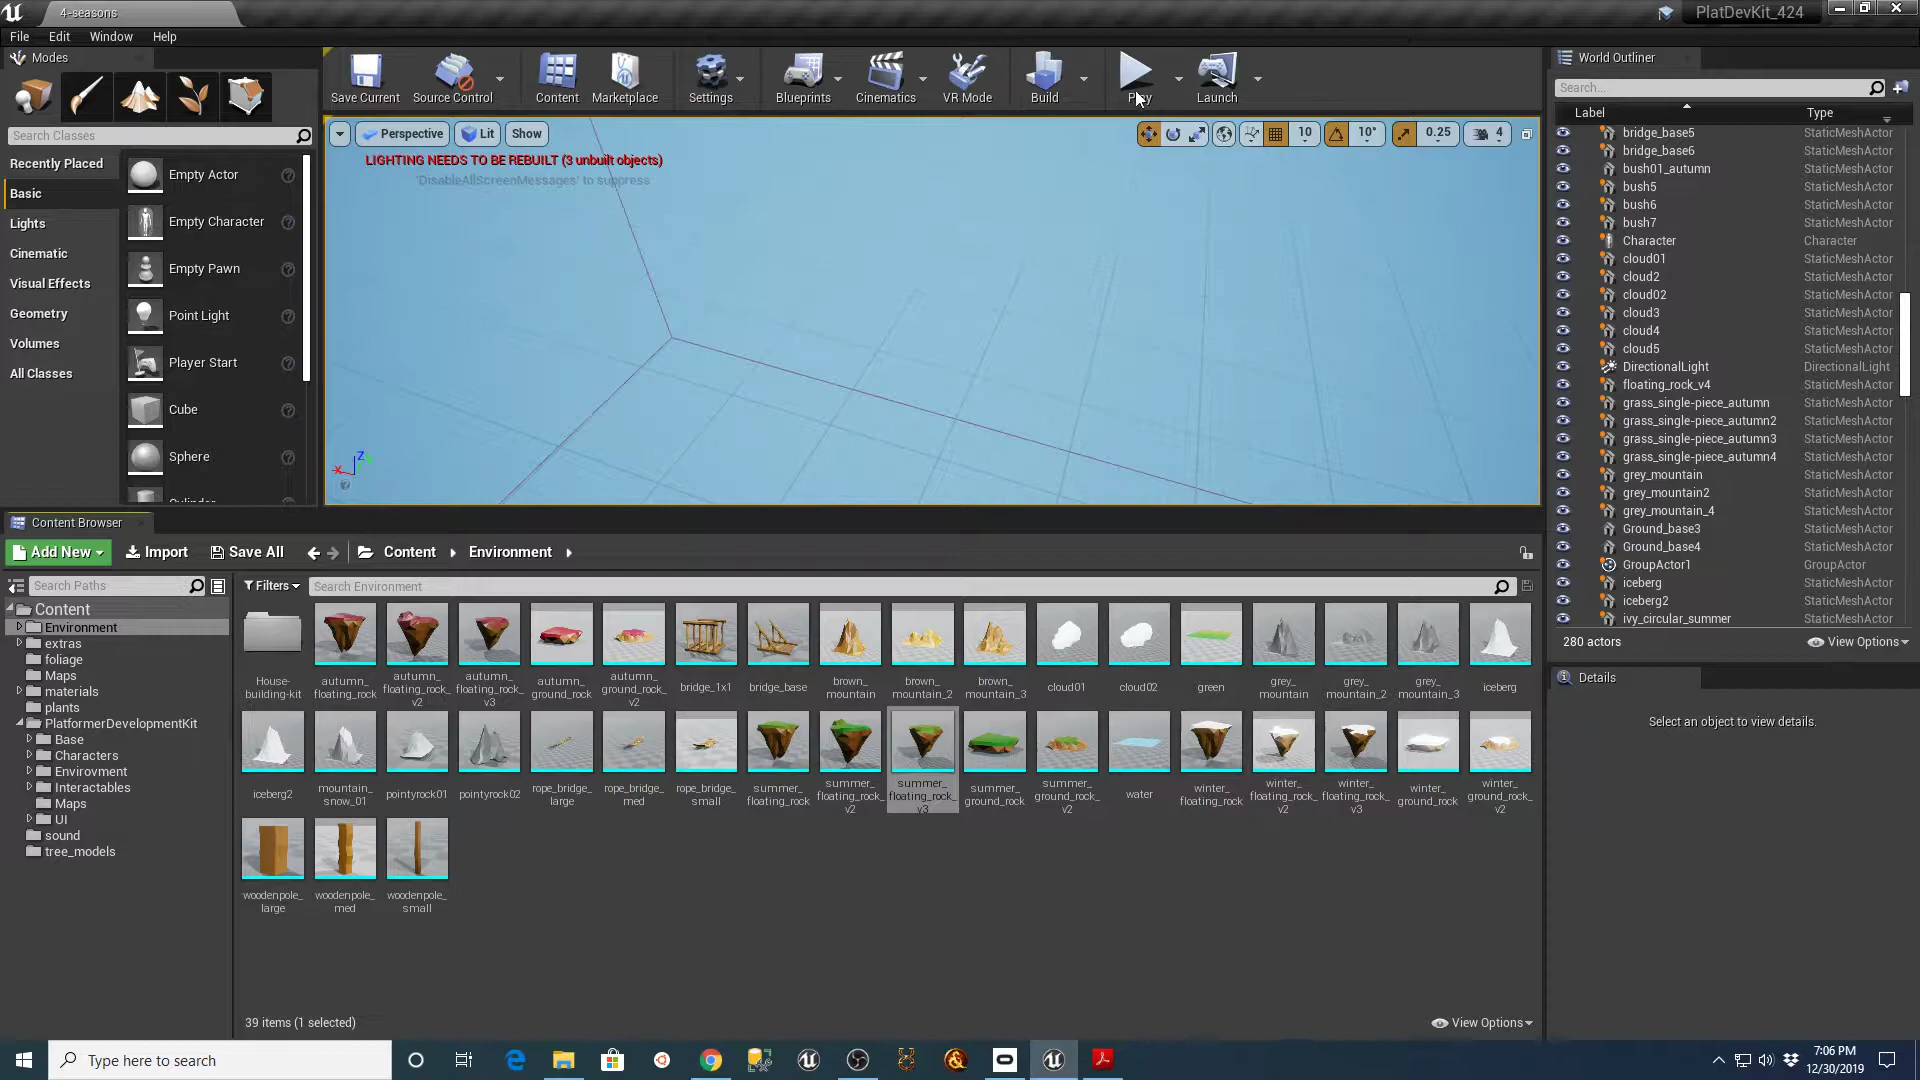 4-seasons
PlatDevKit_424
File Edit Window Help
Modes
Search Classes
Recently Placed
Basic
Lights
Cinematic
Visual Effects
Geometry
Volumes
All Classes
Empty Actor
Empty Character
Empty Pawn
Point Light
Player Start
Cube
Sphere
Cylinder
Save Current
Source Control
Content
Marketplace
Settings
Blueprints
Cinematics
VR Mode
Build
Play
Launch
Perspective
Lit
Show
10
10°
0.25
4
LIGHTING NEEDS TO BE REBUILT (3 unbuilt objects)
'DisableAllScreenMessages' to suppress
X
Z
World Outliner
Search...
Label Type
bridge_base5 StaticMeshActor
bridge_base6 StaticMeshActor
bush01_autumn StaticMeshActor
bush5 StaticMeshActor
bush6 StaticMeshActor
bush7 StaticMeshActor
Character Character
cloud01 StaticMeshActor
cloud2 StaticMeshActor
cloud02 StaticMeshActor
cloud3 StaticMeshActor
cloud4 StaticMeshActor
cloud5 StaticMeshActor
DirectionalLight DirectionalLight
floating_rock_v4 StaticMeshActor
grass_single-piece_autumn StaticMeshActor
grass_single-piece_autumn2 StaticMeshActor
grass_single-piece_autumn3 StaticMeshActor
grass_single-piece_autumn4 StaticMeshActor
grey_mountain StaticMeshActor
grey_mountain2 StaticMeshActor
grey_mountain_4 StaticMeshActor
Ground_base3 StaticMeshActor
Ground_base4 StaticMeshActor
GroupActor1 GroupActor
iceberg StaticMeshActor
iceberg2 StaticMeshActor
ivy_circular_summer StaticMeshActor
280 actors View Options
Details
Select an object to view details.
Content Browser
Add New Import Save All Content Environment
Search Paths
Content
Environment
extras
foliage
Maps
materials
plants
PlatformerDevelopmentKit
Base
Characters
Envirovment
Interactables
Maps
UI
sound
tree_models
Filters
Search Environment
House-
building-kit
autumn_
floating_rock
autumn_
floating_rock_
v2
autumn_
floating_rock_
v3
autumn_
ground_rock
autumn_
ground_rock_
v2
bridge_1x1
bridge_base
brown_
mountain
brown_
mountain_2
brown_
mountain_3
cloud01
cloud02
green
grey_
mountain
grey_
mountain_2
grey_
mountain_3
iceberg
iceberg2
mountain_
snow_01
pointyrock01
pointyrock02
rope_bridge_
large
rope_bridge_
med
rope_bridge_
small
summer_
floating_rock
summer_
floating_rock_
v2
summer_
floating_rock_
v3
summer_
ground_rock
summer_
ground_rock_
v2
water
winter_
floating_rock
winter_
floating_rock_
v2
winter_
floating_rock_
v3
winter_
ground_rock
winter_
ground_rock_
v2
woodenpole_
large
woodenpole_
med
woodenpole_
small
39 items (1 selected)
View Options
Type here to search
7:06 PM
12/30/2019